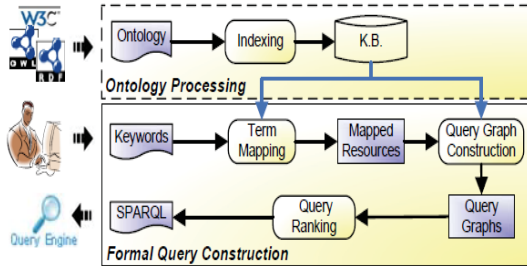 W3C
OWL
RDF
Ontology
Indexing
K.B.
Ontology Processing
Keywords
Term
Mapping
Mapped
Resources
Query Graph
Construction
SPARQL
Query
Ranking
Query
Graphs
Query Engine
Formal Query Construction